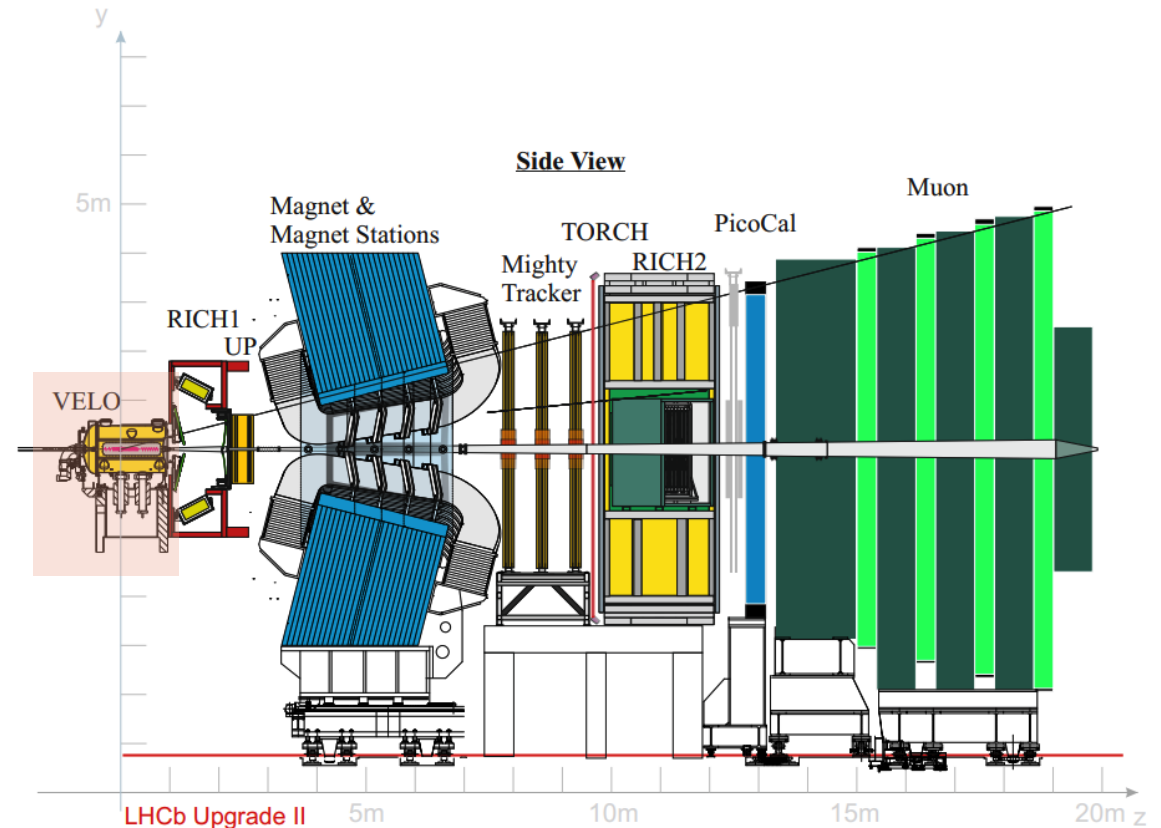 y
Side View
5m
Magnet &
Magnet Stations
Muon
TORCH
PicoCal
RICH2
Mighty
Tracker
RICH1
UP
VELO
LHCb Upgrade II
5m
10m
15m
20m
z